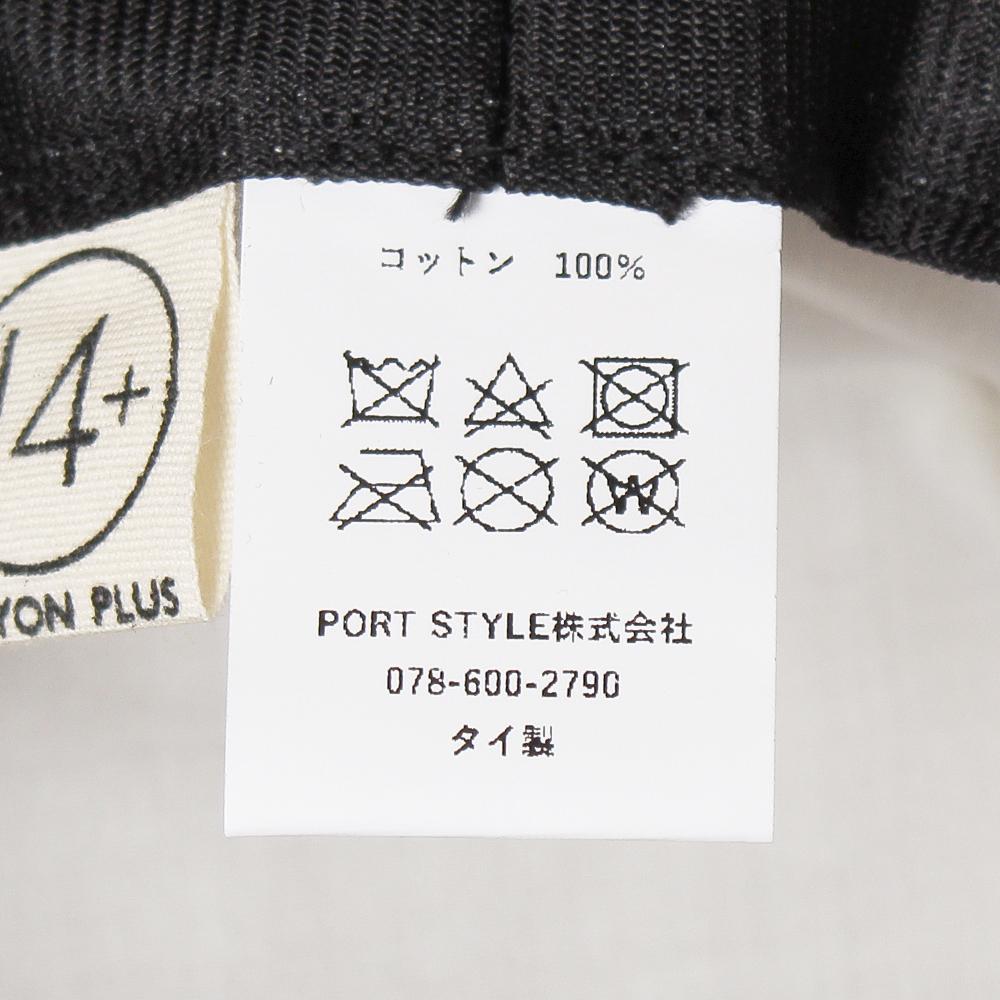 コットン 100%
4+
YON PLUS
W
PORT STYLE株式会社
078-600-2790
タイ製